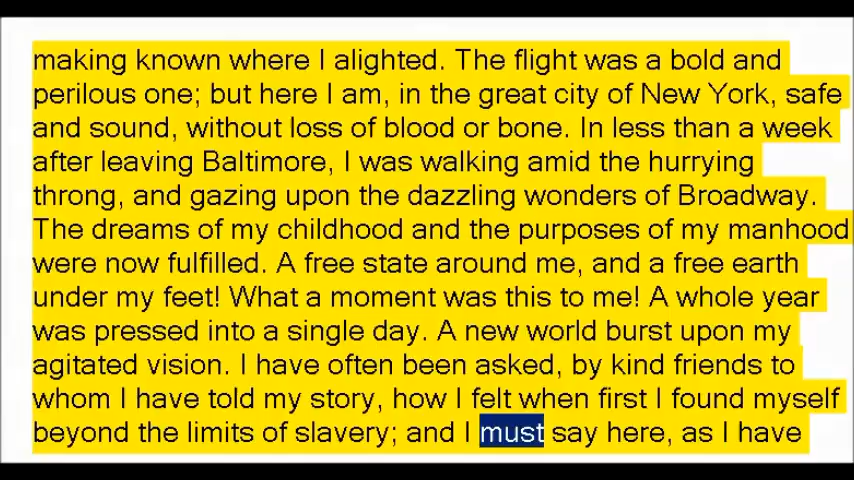 making known where I alighted. The flight was a bold and
perilous one; but here I am, in the great city of New York, safe
and sound, without loss of blood or bone. In less than a week
after leaving Baltimore, I was walking amid the hurrying
throng, and gazing upon the dazzling wonders of Broadway.
The dreams of my childhood and the purposes of my manhood
were now fulfilled. A free state around me, and a free earth
under my feet! What a moment was this to me! A whole year
was pressed into a single day. A new world burst upon my
agitated vision. I have often been asked, by kind friends to
whom I have told my story, how I felt when first I found myself
beyond the limits of slavery; and I must say here, as I have